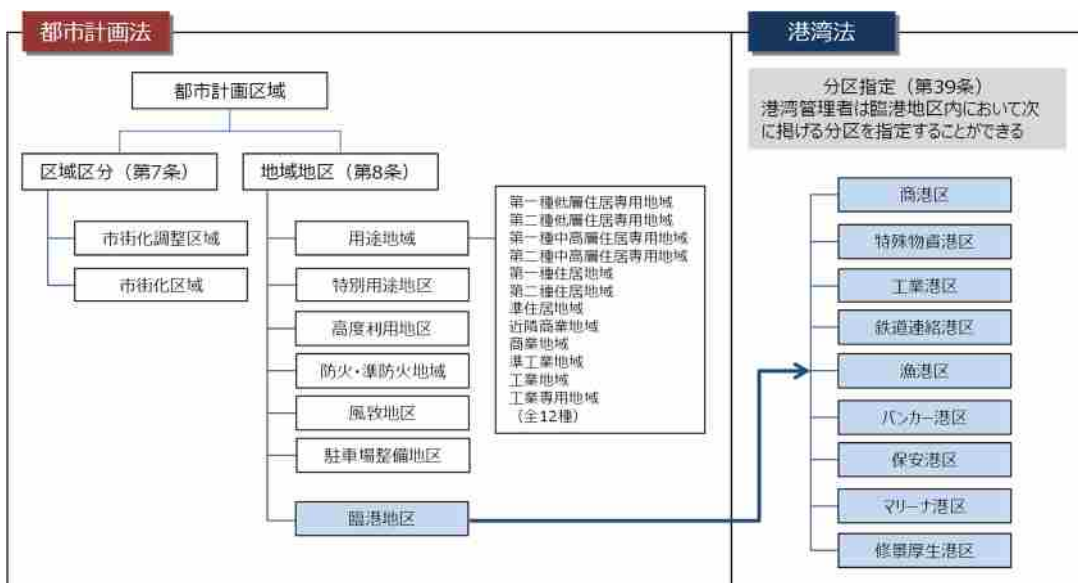 都市計画法
都市計画区域
区域区分（第7条）
市街化調整区域
市街化区域
地域地区（第8条）
用途地域
特別用途地区
高度利用地区
防火・準防火地域
風致地区
駐車場整備地区
臨港地区
第一種低層住居専用地域
第二種低層住居専用地域
第一種中高層住居専用地域
第二種中高層住居専用地域
第一種住居地域
第二種住居地域
準住居地域
近隣商業地域
商業地域
準工業地域
工業地域
工業専用地域
（全12種）
港湾法
分区指定（第39条）
港湾管理者は臨港地区内において次
に掲げる分区を指定することができる
商港区
特殊物資港区
工業港区
鉄道連絡港区
漁港区
バンカー港区
保安港区
マリーナ港区
修景厚生港区